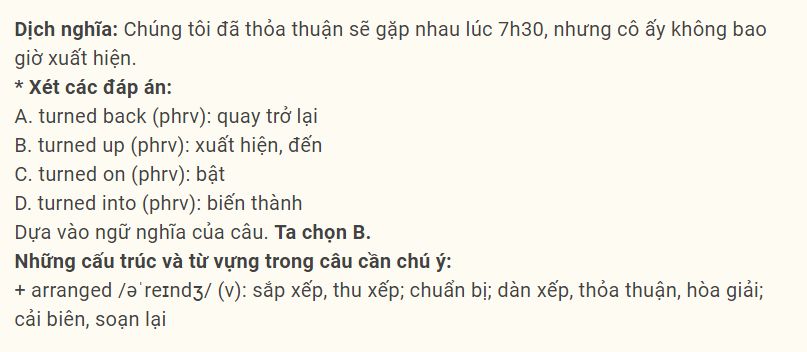 Dịch nghĩa: Chúng tôi đã thỏa thuận sẽ gặp nhau lúc 7h30, nhưng cô ấy không bao
giờ xuất hiện.
* Xét các đáp án:
A. turned back (phrv): quay trở lại
B. turned up (phrv): xuất hiện, đến
C. turned on (phrv): bật
D. turned into (phrv): biến thành
Dựa vào ngữ nghĩa của câu. Ta chọn B.
Những cấu trúc và từ vựng trong câu cần chú ý:
+ arranged /əˈreɪndʒ/ (v): sắp xếp, thu xếp; chuẩn bị; dàn xếp, thỏa thuận, hòa giải;
cải biên, soạn lại